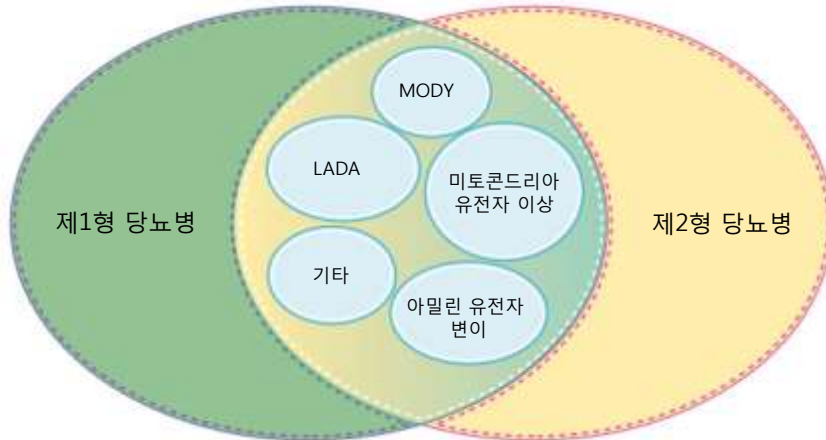 MODY
LADA
미토콘드리아
유전자 이상
제1형 당뇨병
제2형 당뇨병
기타
아밀린 유전자
변이